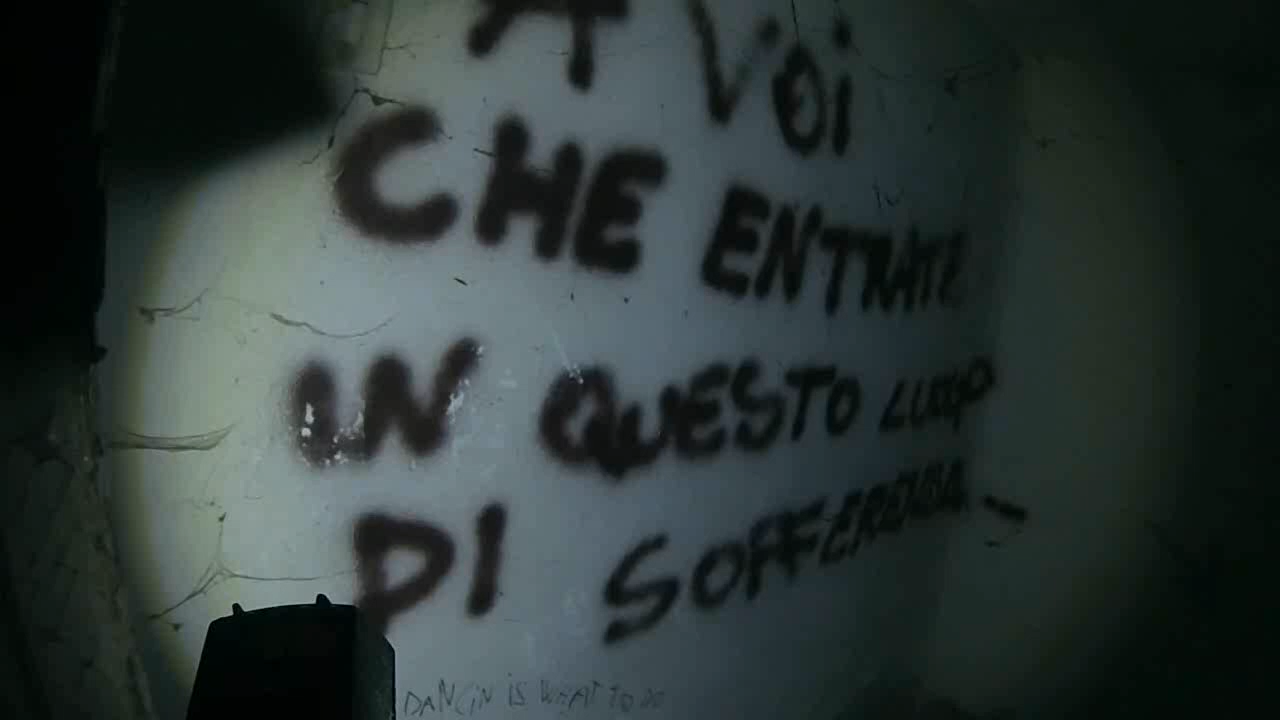 A VOI
CHE ENTRATE
IN QUESTO LUOGO
DI SOFFERENZA
DANCIN IS WHAT TO DO